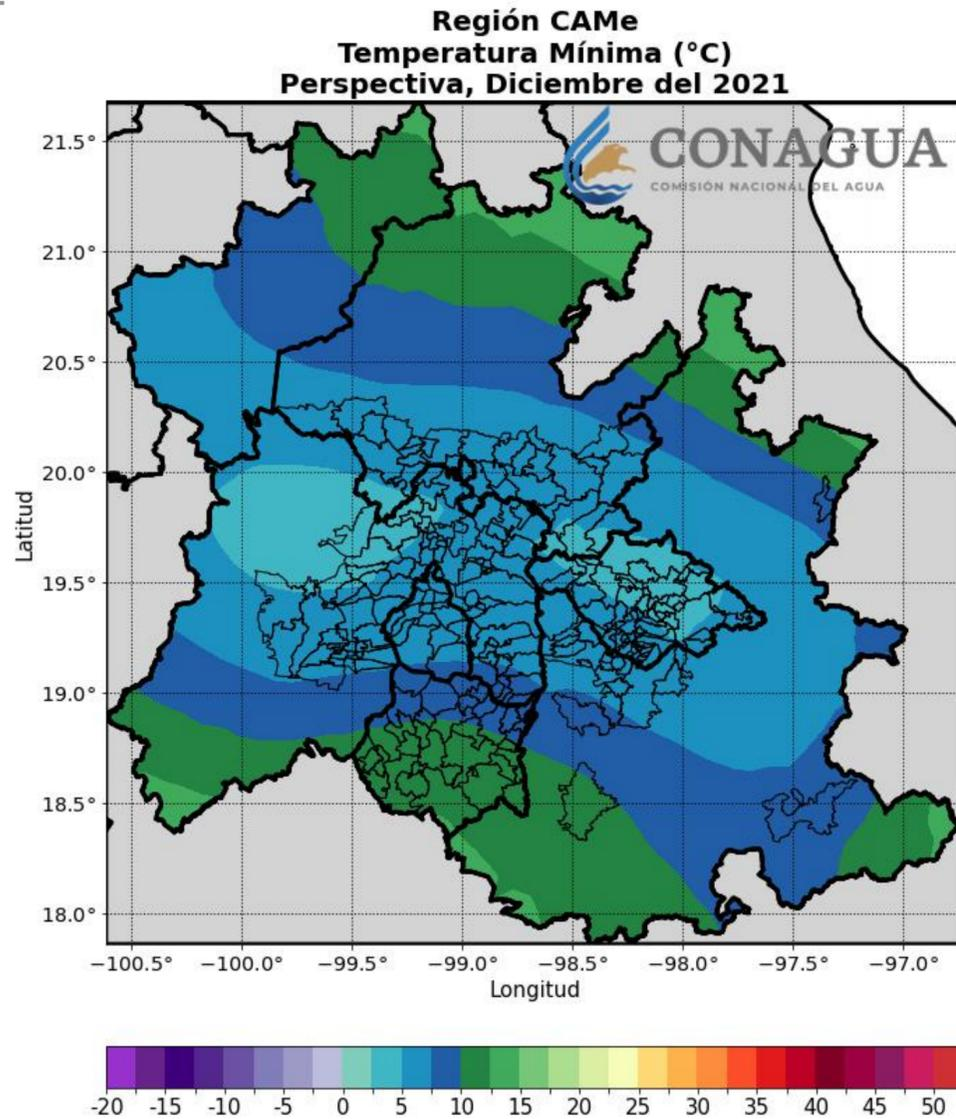 Región CAMe
Temperatura Mínima (°C)
Perspectiva, Diciembre del 2021
CONAGUA
COMISIÓN NACIONAL DEL AGUA
21.5°
21.0°
20.5°
20.0°
19.5°
19.0°
18.5°
18.0°
Latitud
−100.5° −100.0° −99.5° −99.0° −98.5° −98.0° −97.5° −97.0°
Longitud
-20 -15 -10 -5 0 5 10 15 20 25 30 35 40 45 50